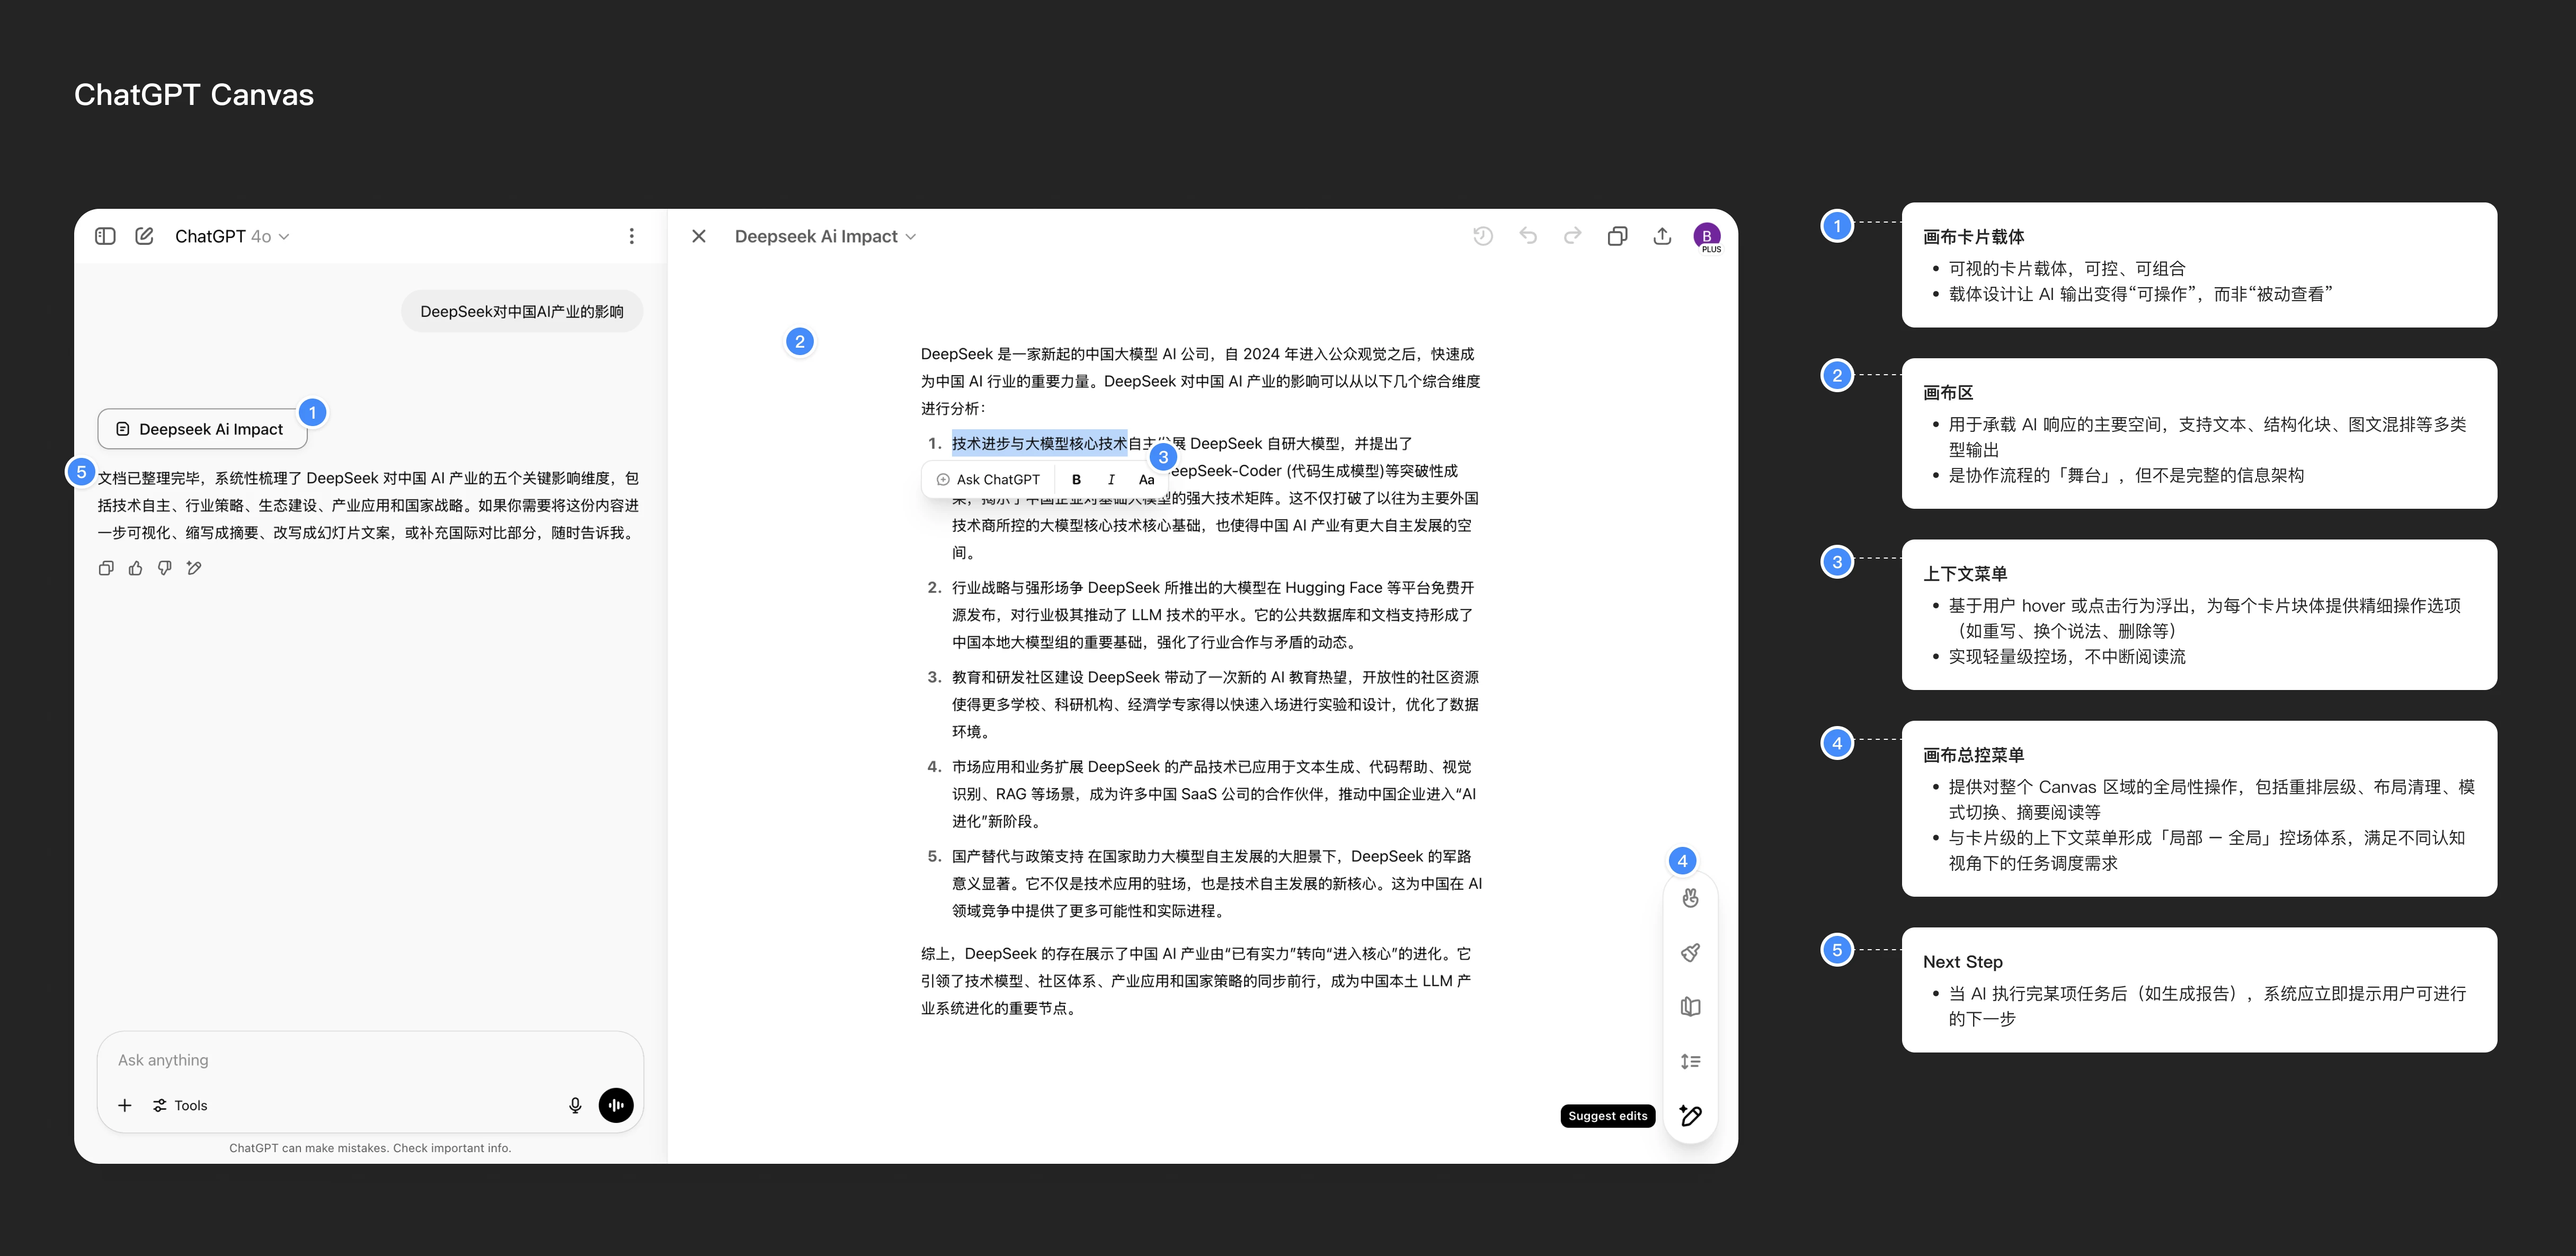 ChatGPT Canvas
ChatGPT 4o
DeepSeek对中国AI产业的影响
1
Deepseek Ai Impact
5
文档已整理完毕，系统性梳理了 DeepSeek 对中国 AI 产业的五个关键影响维度，包
括技术自主、行业策略、生态建设、产业应用和国家战略。如果你需要将这份内容进
一步可视化、缩写成摘要、改写成幻灯片文案，或补充国际对比部分，随时告诉我。
Ask anything
Tools
ChatGPT can make mistakes. Check important info.
Deepseek Ai Impact
B
PLUS
2
DeepSeek 是一家新起的中国大模型 AI 公司，自 2024 年进入公众观觉之后，快速成
为中国 AI 行业的重要力量。DeepSeek 对中国 AI 产业的影响可以从以下几个综合维度
进行分析：
1. 技术进步与大模型核心技术自主发展 DeepSeek 自研大模型，并提出了
3
Ask ChatGPT B I Aa
eepSeek-Coder (代码生成模型)等突破性成
果，揭示了中国企业对基础大模型的强大技术矩阵。这不仅打破了以往为主要外国
技术商所控的大模型核心技术核心基础，也使得中国 AI 产业有更大自主发展的空
间。
2. 行业战略与强形场争 DeepSeek 所推出的大模型在 Hugging Face 等平台免费开
源发布，对行业极其推动了 LLM 技术的平水。它的公共数据库和文档支持形成了
中国本地大模型组的重要基础，强化了行业合作与矛盾的动态。
3. 教育和研发社区建设 DeepSeek 带动了一次新的 AI 教育热望，开放性的社区资源
使得更多学校、科研机构、经濟学专家得以快速入场进行实验和设计，优化了数据
环境。
4. 市场应用和业务扩展 DeepSeek 的产品技术已应用于文本生成、代码帮助、视觉
识别、RAG 等场景，成为许多中国 SaaS 公司的合作伙伴，推动中国企业进入“AI
进化”新阶段。
5. 国产替代与政策支持 在国家助力大模型自主发展的大胆景下，DeepSeek 的军路
意义显著。它不仅是技术应用的驻场，也是技术自主发展的新核心。这为中国在 AI
领域竞争中提供了更多可能性和实际进程。
综上，DeepSeek 的存在展示了中国 AI 产业由“已有实力”转向“进入核心”的进化。它
引领了技术模型、社区体系、产业应用和国家策略的同步前行，成为中国本土 LLM 产
业系统进化的重要节点。
4
Suggest edits
1
画布卡片载体
• 可视的卡片载体，可控、可组合
• 载体设计让 AI 输出变得“可操作”，而非“被动查看”
2
画布区
• 用于承载 AI 响应的主要空间，支持文本、结构化块、图文混排等多类
型输出
• 是协作流程的「舞台」，但不是完整的信息架构
3
上下文菜单
• 基于用户 hover 或点击行为浮出，为每个卡片块体提供精细操作选项
（如重写、换个说法、删除等）
• 实现轻量级控场，不中断阅读流
4
画布总控菜单
• 提供对整个 Canvas 区域的全局性操作，包括重排层级、布局清理、模
式切换、摘要阅读等
• 与卡片级的上下文菜单形成「局部 — 全局」控场体系，满足不同认知
视角下的任务调度需求
5
Next Step
• 当 AI 执行完某项任务后（如生成报告），系统应立即提示用户可进行
的下一步